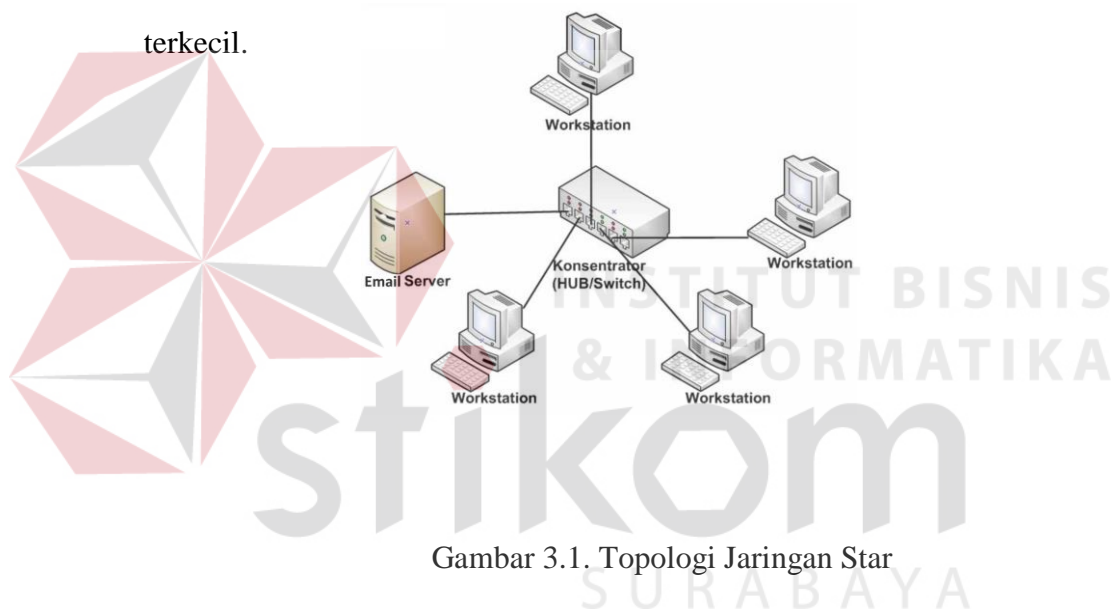 terkecil.
Workstation
Workstation
Konsentrator
(HUB/Switch)
Email Server
Workstation
Workstation
INSTITUT BISNIS
& INFORMATIKA
stikom
SURABAYA
Gambar 3.1. Topologi Jaringan Star